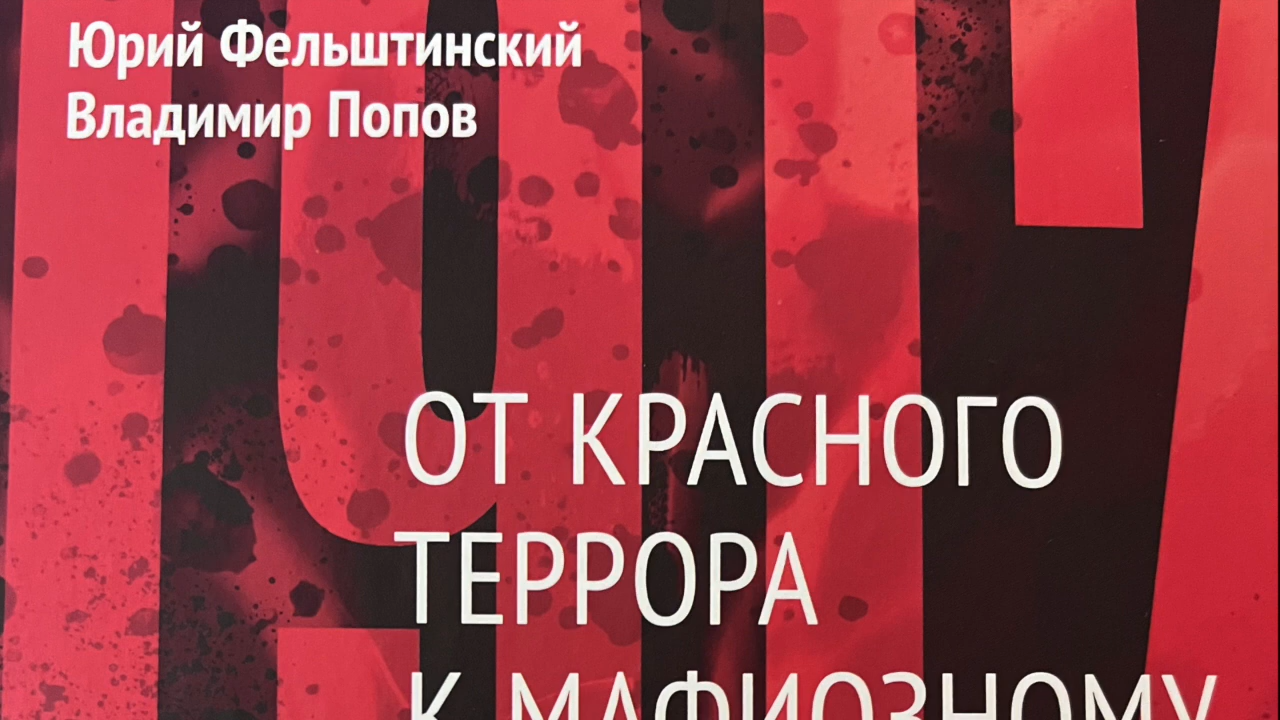 Юрий Фельштинский
Владимир Попов
ОТ КРАСНОГО
ТЕРРОРА
К МАФИОЗНОМУ